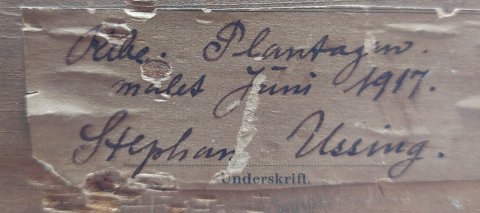 Ribe. Plantagen.
malet Juni 1917.
Stephan Ussing.
Underskrift.